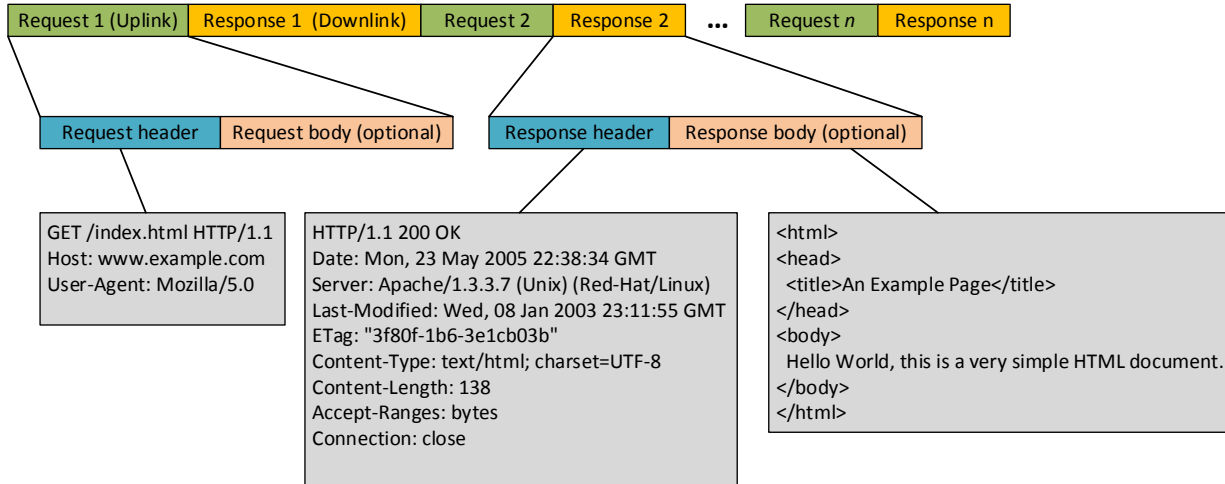 Request 1 (Uplink) Response 1 (Downlink) Request 2 Response 2 ... Request n Response n
Request header Request body (optional) Response header Response body (optional)
GET /index.html HTTP/1.1
Host: www.example.com
User-Agent: Mozilla/5.0
HTTP/1.1 200 OK
Date: Mon, 23 May 2005 22:38:34 GMT
Server: Apache/1.3.3.7 (Unix) (Red-Hat/Linux)
Last-Modified: Wed, 08 Jan 2003 23:11:55 GMT
ETag: "3f80f-1b6-3e1cb03b"
Content-Type: text/html; charset=UTF-8
Content-Length: 138
Accept-Ranges: bytes
Connection: close
<html>
<head>
<title>An Example Page</title>
</head>
<body>
Hello World, this is a very simple HTML document.
</body>
</html>